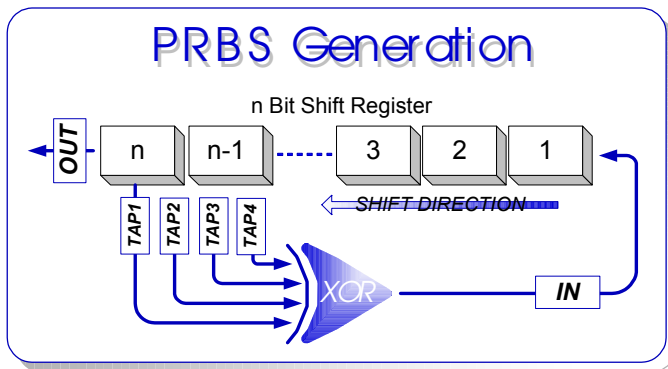 PRBS Generation
n Bit Shift Register
OUT
n
n-1
3
2
1
SHIFT DIRECTION
TAP1
TAP2
TAP3
TAP4
XOR
IN